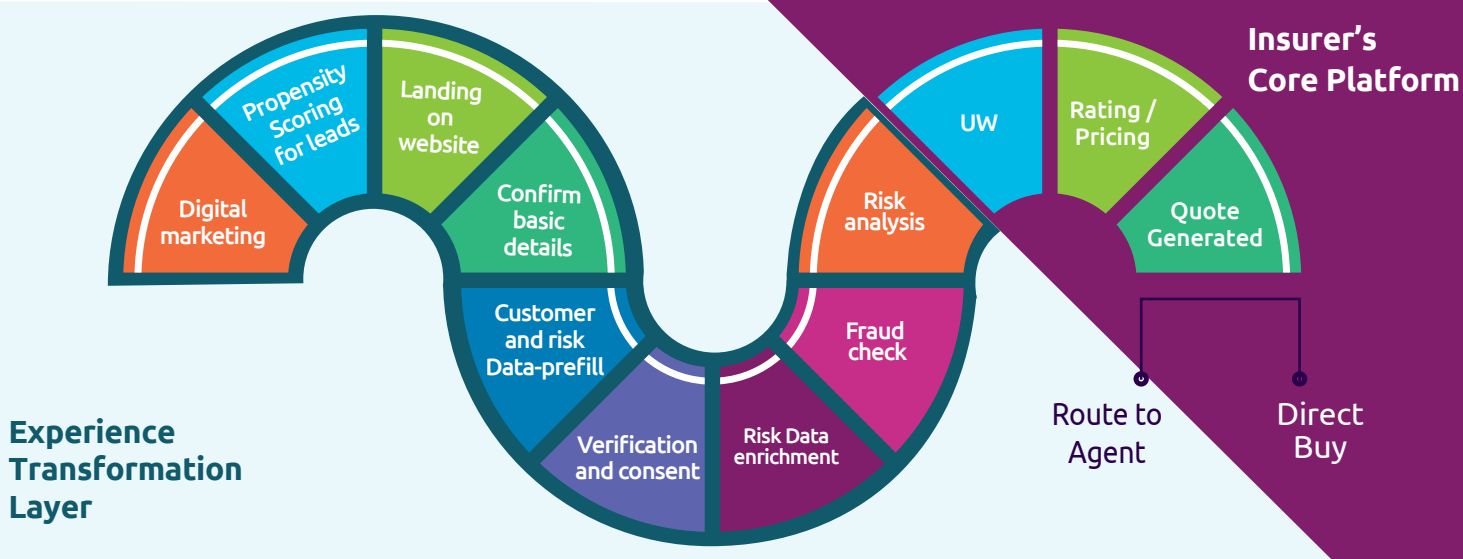 Digital
marketing
Propensity
Scoring
for leads
Landing
on
website
Confirm
basic
details
Customer
and risk
Data-prefill
Verification
and consent
Risk Data
enrichment
Fraud
check
Risk
analysis
UW
Rating /
Pricing
Quote
Generated
Insurer’s
Core Platform
Route to
Agent
Direct
Buy
Experience
Transformation
Layer